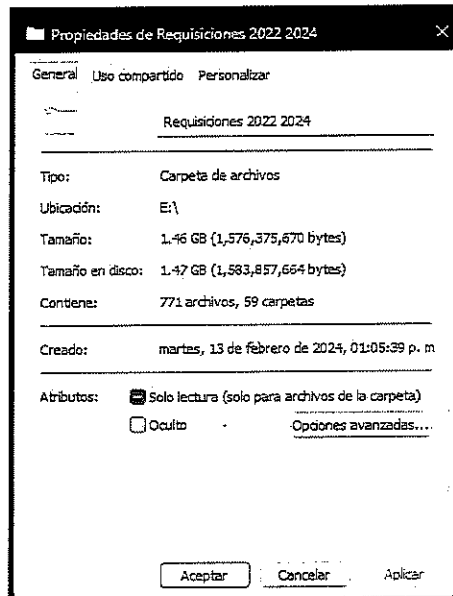 Propiedades de Requisiciones 2022 2024
General Uso compartido Personalizar
Requisiciones 2022 2024
Tipo: Carpeta de archivos
Ubicación: E:\
Tamaño: 1.46 GB (1,576,375,670 bytes)
Tamaño en disco: 1.47 GB (1,583,857,664 bytes)
Contiene: 771 archivos, 59 carpetas
Creado: martes, 13 de febrero de 2024, 01:05:39 p. m
Atributos: Solo lectura (solo para archivos de la carpeta)
Oculto Opciones avanzadas...
Aceptar Cancelar Aplicar